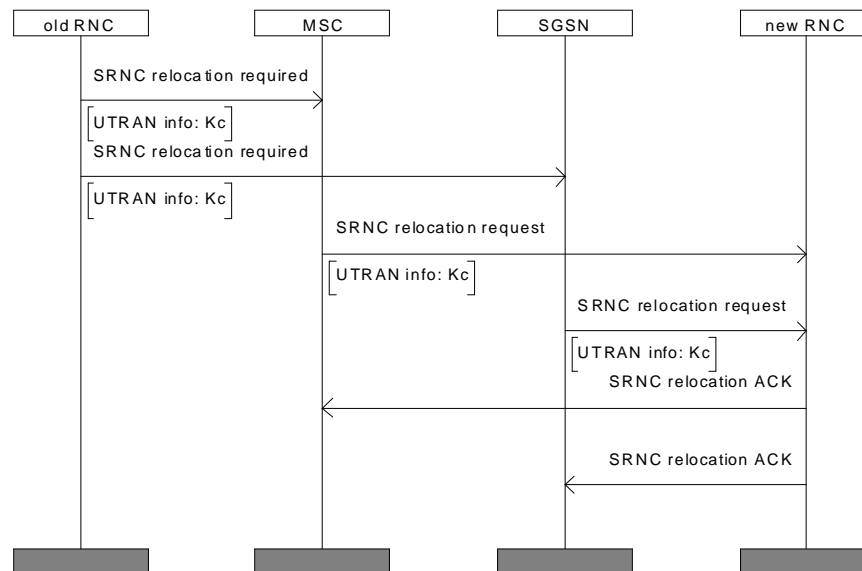 old RNC MSC SGSN new RNC
SRNC relocation required
UTRAN info: Kc
SRNC relocation required
UTRAN info: Kc
SRNC relocation request
UTRAN info: Kc
SRNC relocation request
UTRAN info: Kc
SRNC relocation ACK
SRNC relocation ACK